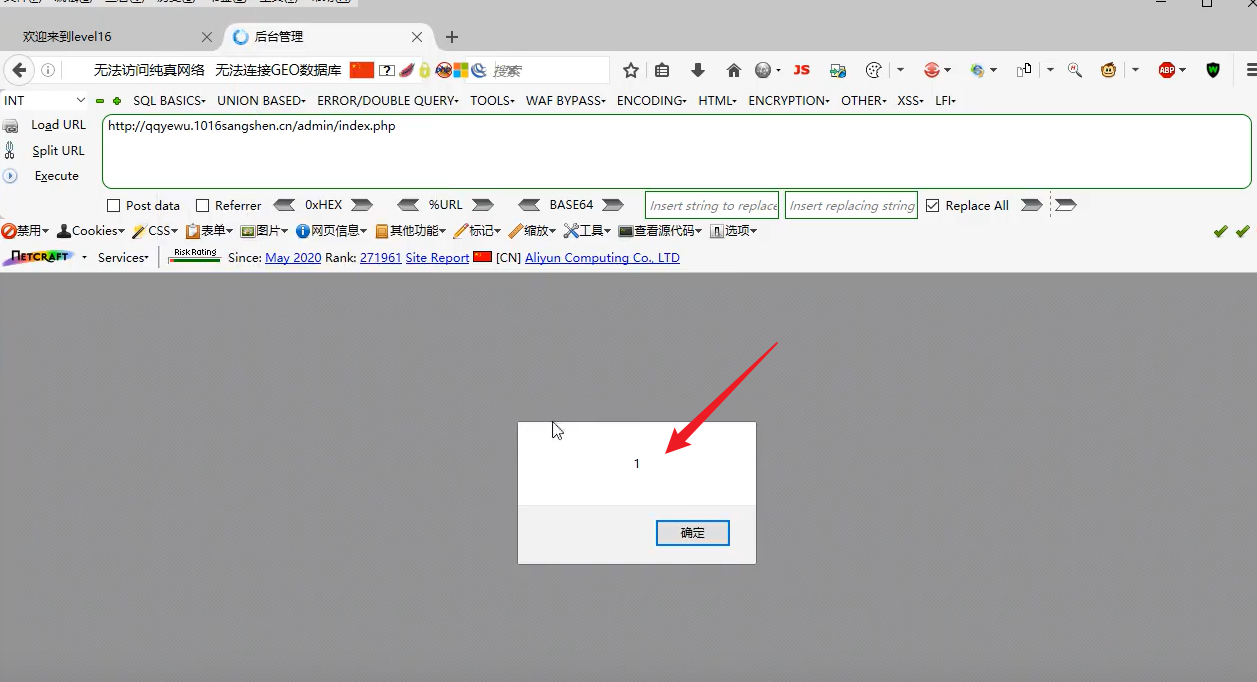 欢迎来到level16 后台管理
无法访问纯真网络 无法连接GEO数据库 搜索 JS ABP W
INT SQL BASICS UNION BASED ERROR/DOUBLE QUERY TOOLS WAF BYPASS ENCODING HTML ENCRYPTION OTHER XSS LFI
Load URL http://qqyewu.1016sangshen.cn/admin/index.php
Split URL
Execute
Post data Referrer 0xHEX %URL BASE64 Insert string to replace Insert replacing string Replace All
禁用 Cookies CSS 表单 图片 网页信息 其他功能 标记 缩放 工具 查看源代码 选项
NETCRAFT Services Risk Rating Since: May 2020 Rank: 271961 Site Report [CN] Aliyun Computing Co., LTD
1
确定